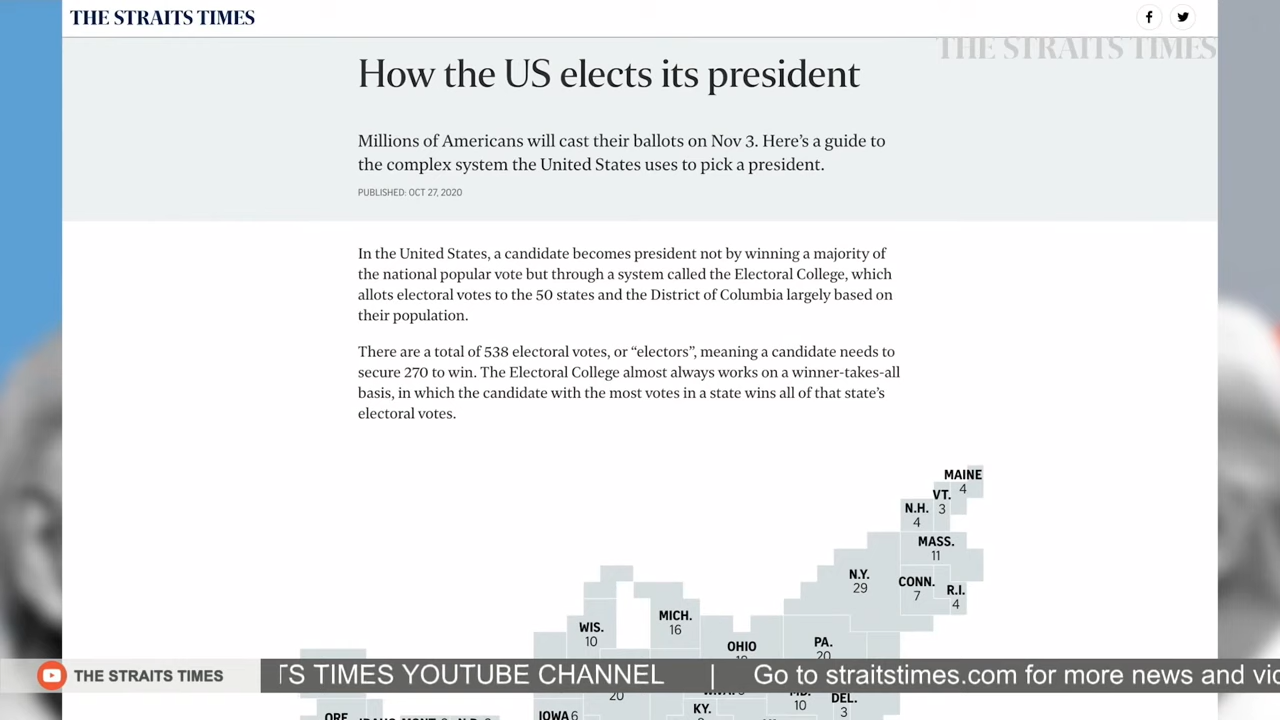 THE STRAITS TIMES
THE STRAITS TIMES
How the US elects its president
Millions of Americans will cast their ballots on Nov 3. Here’s a guide to
the complex system the United States uses to pick a president.
PUBLISHED: OCT 27, 2020
In the United States, a candidate becomes president not by winning a majority of
the national popular vote but through a system called the Electoral College, which
allots electoral votes to the 50 states and the District of Columbia largely based on
their population.
There are a total of 538 electoral votes, or “electors”, meaning a candidate needs to
secure 270 to win. The Electoral College almost always works on a winner-takes-all
basis, in which the candidate with the most votes in a state wins all of that state’s
electoral votes.
MAINE
4
VT.
3
N.H.
4
MASS.
11
N.Y.
29
CONN.
7
R.I.
4
MICH.
16
WIS.
10
OHIO
PA.
20
THE STRAITS TIMES
TS TIMES YOUTUBE CHANNEL | Go to straitstimes.com for more news and vid
20
10
DEL.
3
KY.
ORE
IOWA 6